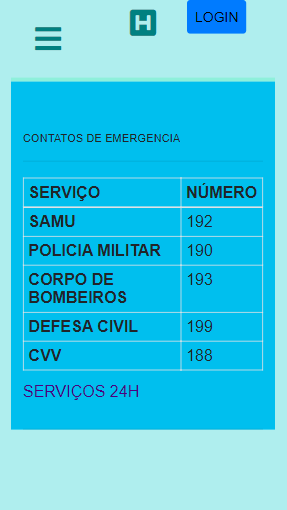 H
LOGIN
CONTATOS DE EMERGENCIA
SERVIÇO NÚMERO
SAMU 192
POLICIA MILITAR 190
CORPO DE 193
BOMBEIROS
DEFESA CIVIL 199
CVV 188
SERVIÇOS 24H